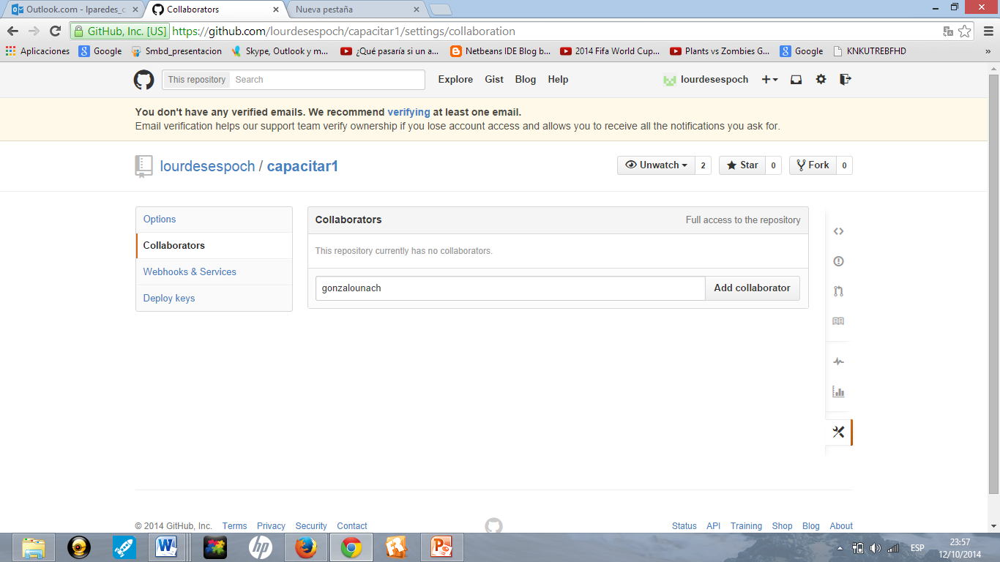 Outlook.com - lparedes_c
Collaborators
Nueva pestaña
GitHub, Inc. [US] https://github.com/lourdesespoch/capacitar1/settings/collaboration
Aplicaciones Google Smbd_presentacion Skype, Outlook y m... ¿Qué pasaría si un a... Netbeans IDE Blog b... 2014 Fifa World Cup... Plants vs Zombies G... Google KNKUTREBFHD »
This repository Search Explore Gist Blog Help lourdesespoch
You don't have any verified emails. We recommend verifying at least one email.
Email verification helps our support team verify ownership if you lose account access and allows you to receive all the notifications you ask for.
lourdesespoch / capacitar1 Unwatch 2 Star 0 Fork 0
Options
Collaborators
Webhooks & Services
Deploy keys
Collaborators Full access to the repository
This repository currently has no collaborators.
gonzalounach Add collaborator
© 2014 GitHub, Inc. Terms Privacy Security Contact Status API Training Shop Blog About
ESP
23:57
12/10/2014